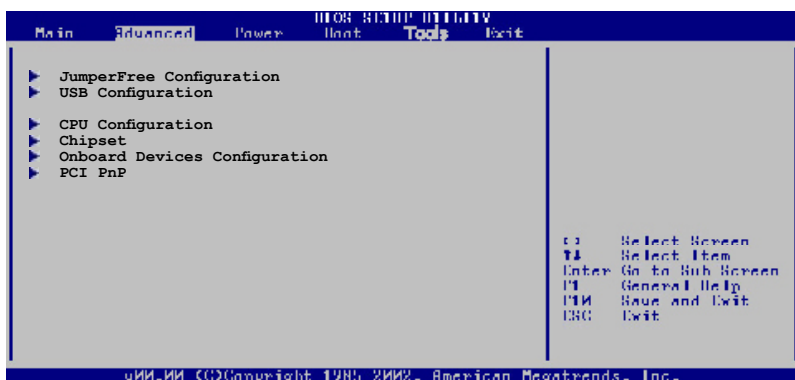 BIOS SETUP UTILITY
Main Advanced Power Boot Tools Exit
JumperFree Configuration
USB Configuration
CPU Configuration
Chipset
Onboard Devices Configuration
PCI PnP
Select Screen
↑↓ Select Item
Enter Go to Sub Screen
F1 General Help
F10 Save and Exit
ESC Exit
v00.00 (C)Copyright 1985-2002, American Megatrends, Inc.